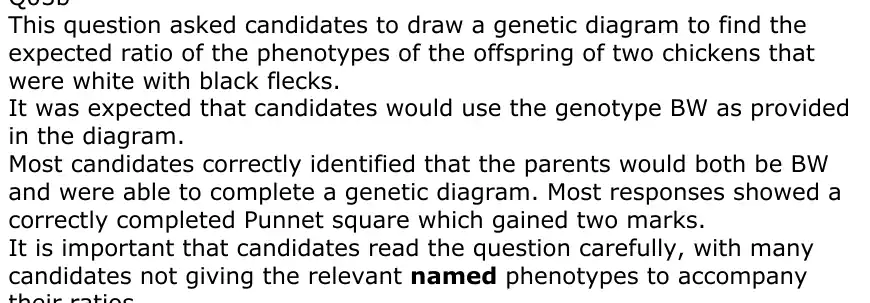 This question asked candidates to draw a genetic diagram to find the
expected ratio of the phenotypes of the offspring of two chickens that
were white with black flecks.
It was expected that candidates would use the genotype BW as provided
in the diagram.
Most candidates correctly identified that the parents would both be BW
and were able to complete a genetic diagram. Most responses showed a
correctly completed Punnet square which gained two marks.
It is important that candidates read the question carefully, with many
candidates not giving the relevant named phenotypes to accompany
their ratios